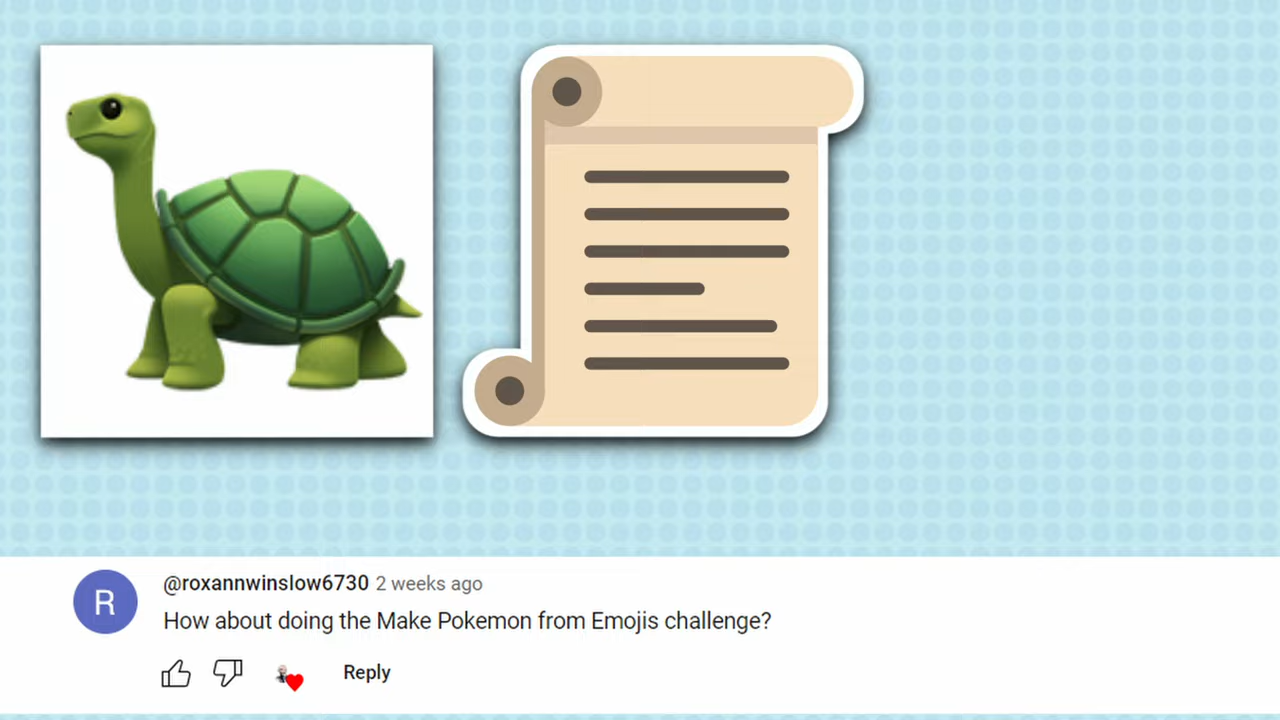 R
@roxannwinslow6730 2 weeks ago
How about doing the Make Pokemon from Emojis challenge?
Reply